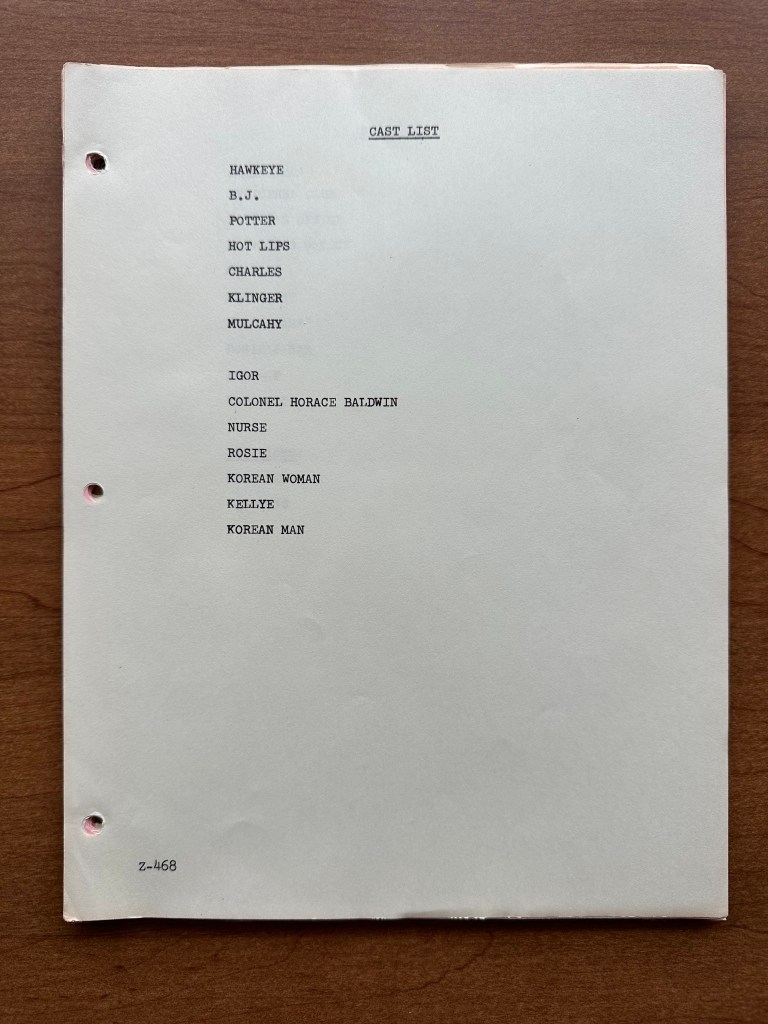 CAST LIST
HAWKEYE
B.J.
POTTER
HOT LIPS
CHARLES
KLINGER
MULCAHY
IGOR
COLONEL HORACE BALDWIN
NURSE
ROSIE
KOREAN WOMAN
KELLYE
KOREAN MAN
Z-468